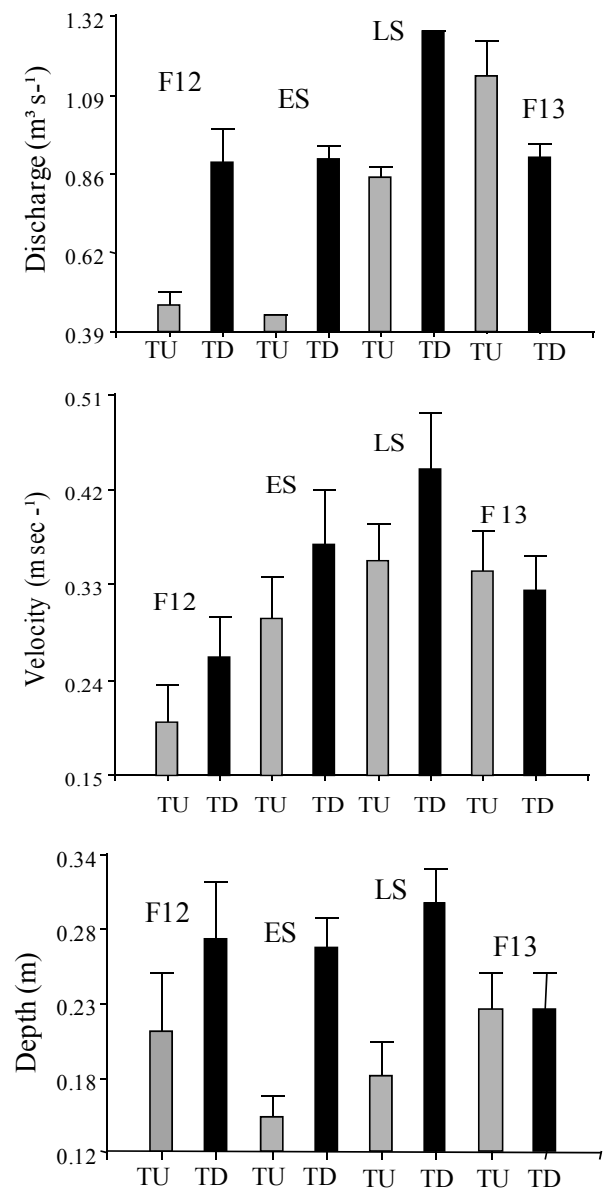 Discharge (m³ s-¹)
1.32
1.09
0.86
0.62
0.39
F12
ES
LS
F13
TU TD TU TD TU TD TU TD
Velocity (m sec -¹)
0.51
0.42
0.33
0.24
0.15
F12
ES
LS
F 13
TU TD TU TD TU TD TU TD
Depth (m)
0.34
0.28
0.23
0.18
0.12
F12
ES
LS
F13
TU TD TU TD TU TD TU TD